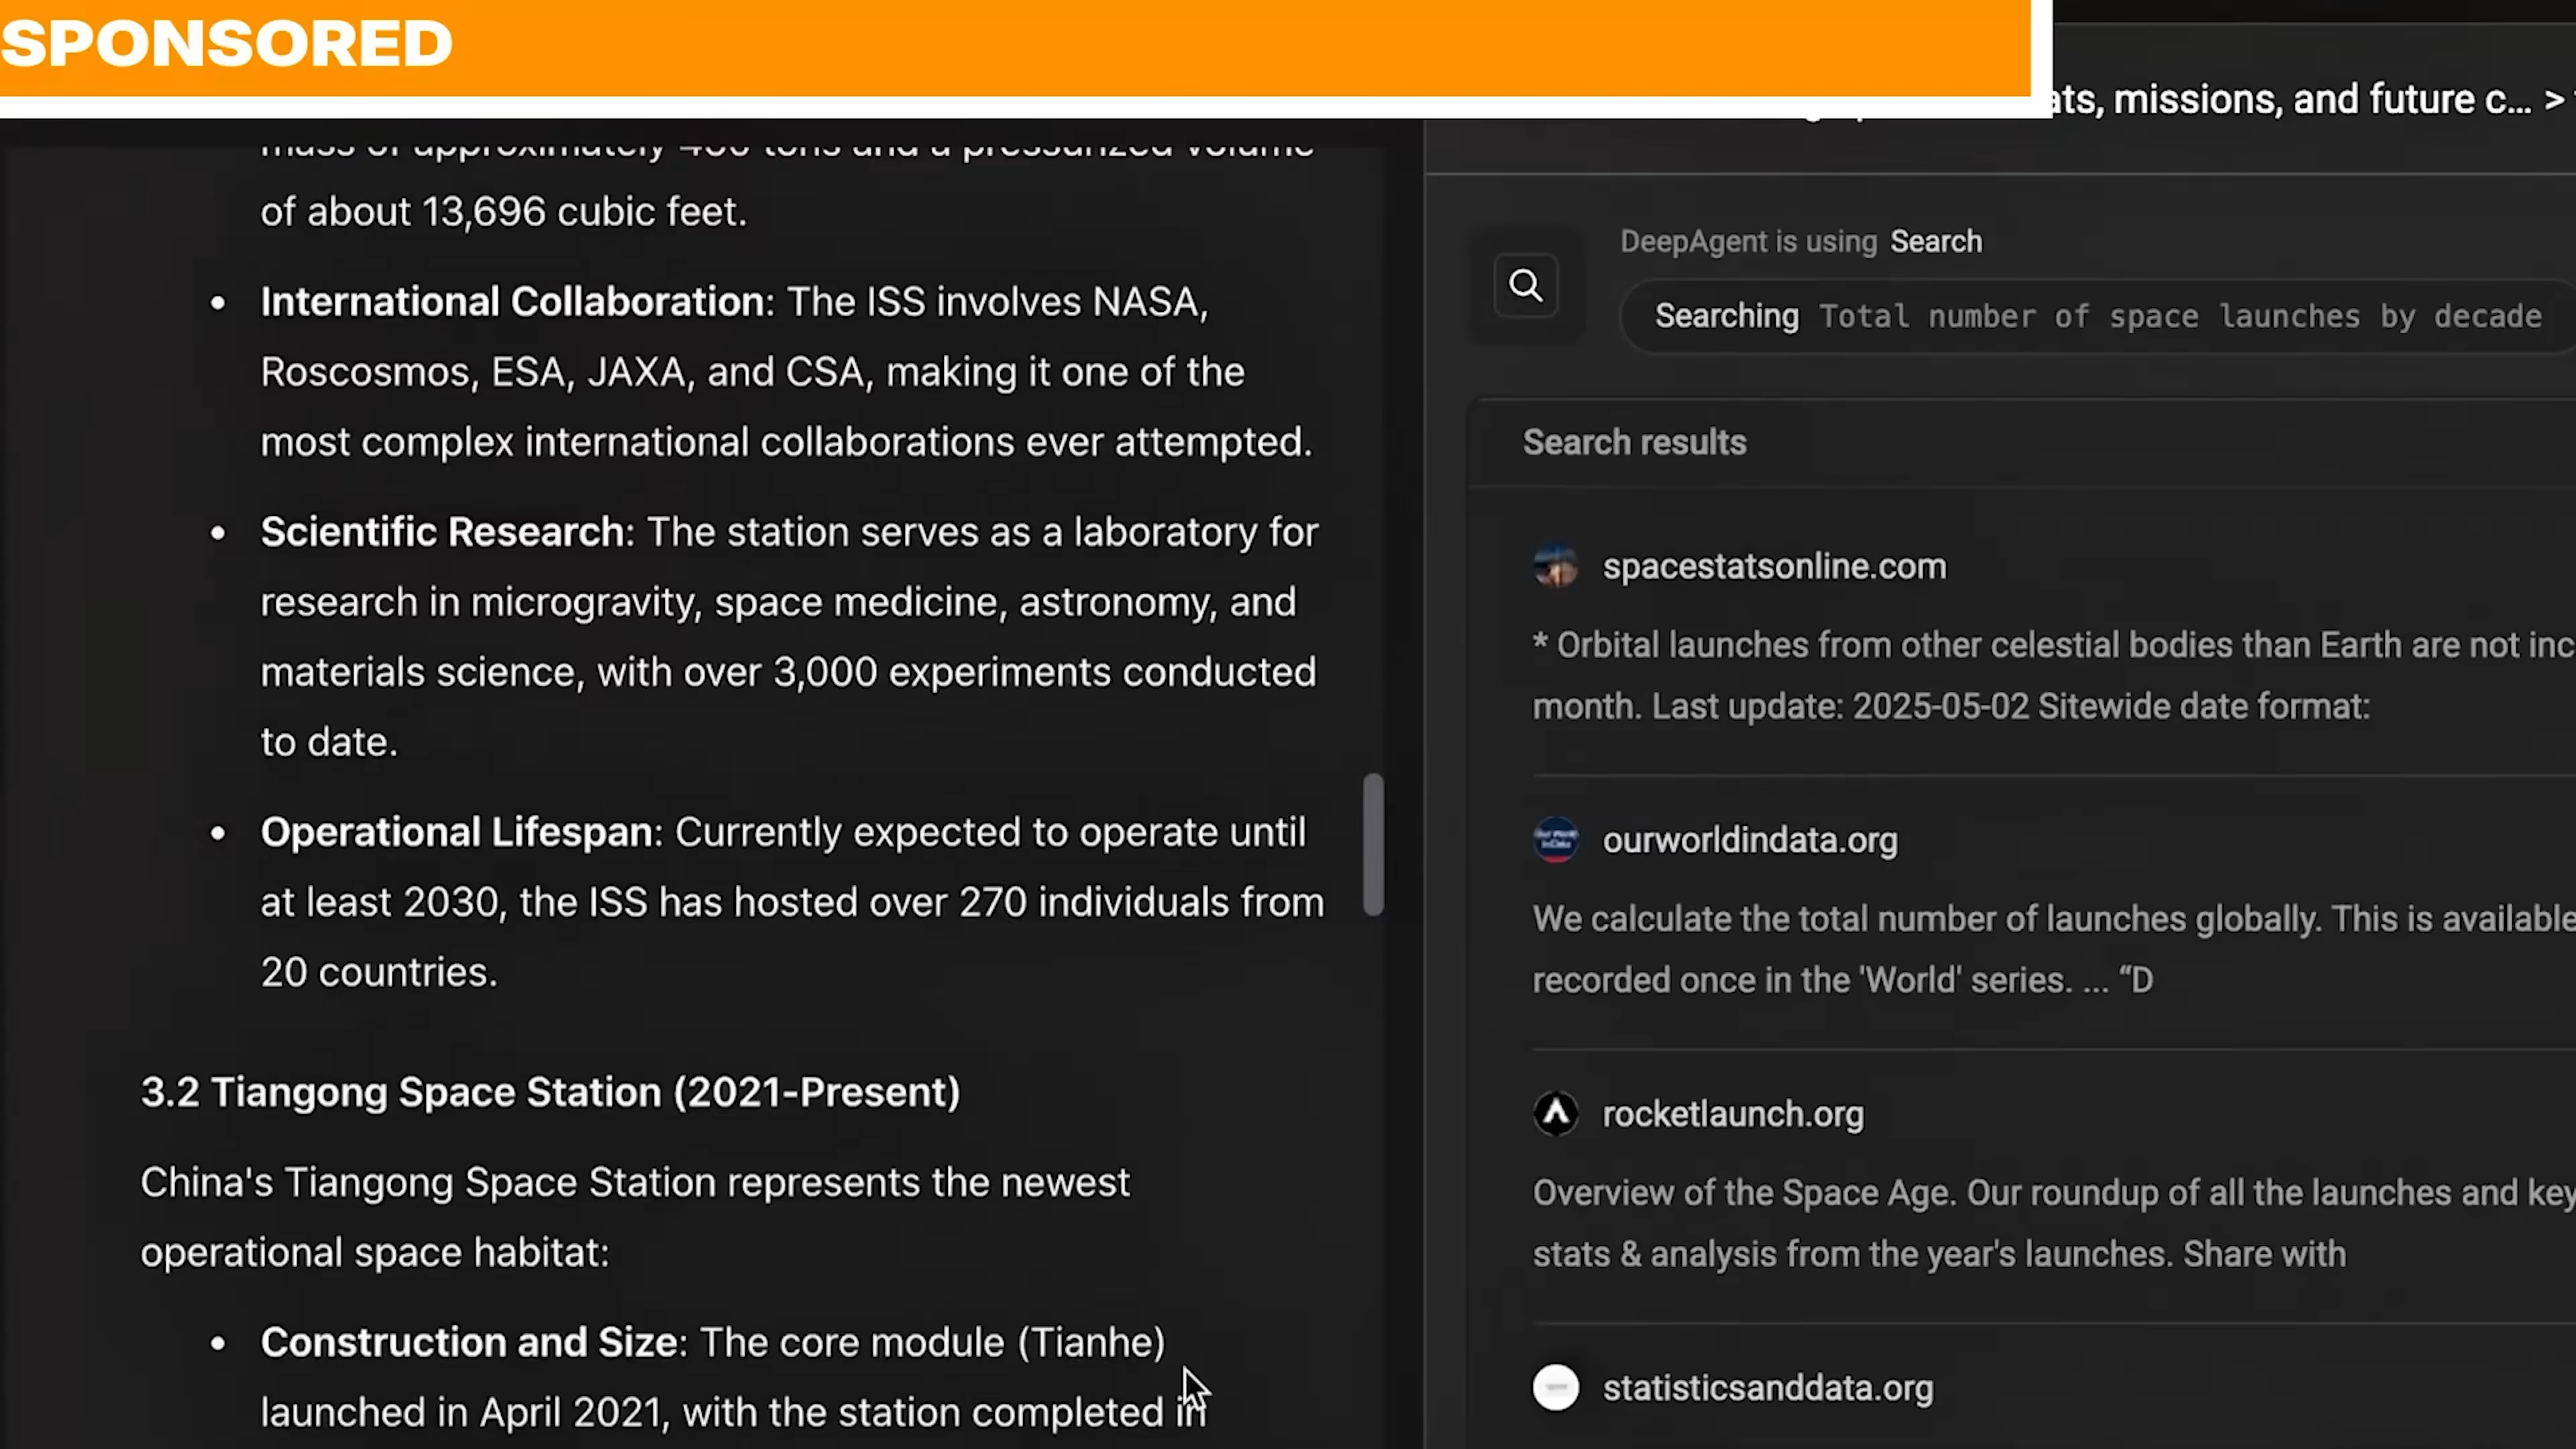 SPONSORED
ats, missions, and future c... >
mass of approximately 400 tons and a pressurized volume
of about 13,696 cubic feet.
• International Collaboration: The ISS involves NASA,
Roscosmos, ESA, JAXA, and CSA, making it one of the
most complex international collaborations ever attempted.
• Scientific Research: The station serves as a laboratory for
research in microgravity, space medicine, astronomy, and
materials science, with over 3,000 experiments conducted
to date.
• Operational Lifespan: Currently expected to operate until
at least 2030, the ISS has hosted over 270 individuals from
20 countries.
3.2 Tiangong Space Station (2021-Present)
China's Tiangong Space Station represents the newest
operational space habitat:
• Construction and Size: The core module (Tianhe)
launched in April 2021, with the station completed in
DeepAgent is using Search
Searching Total number of space launches by decade
Search results
spacestatsonline.com
* Orbital launches from other celestial bodies than Earth are not inc
month. Last update: 2025-05-02 Sitewide date format:
ourworldindata.org
We calculate the total number of launches globally. This is available
recorded once in the 'World' series. ... “D
rocketlaunch.org
Overview of the Space Age. Our roundup of all the launches and key
stats & analysis from the year's launches. Share with
statisticsanddata.org